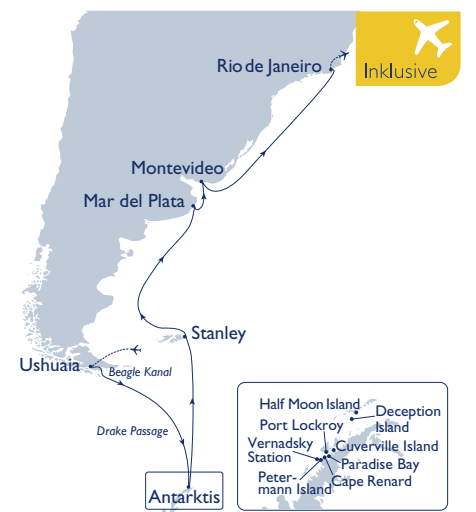 Rio de Janeiro
Inklusive
Montevideo
Mar del Plata
Stanley
Ushuaia
Beagle Kanal
Drake Passage
Antarktis
Half Moon Island
Deception
Island
Port Lockroy
Vernadsky
Station
Cuverville Island
Paradise Bay
Peter-
mann Island
Cape Renard